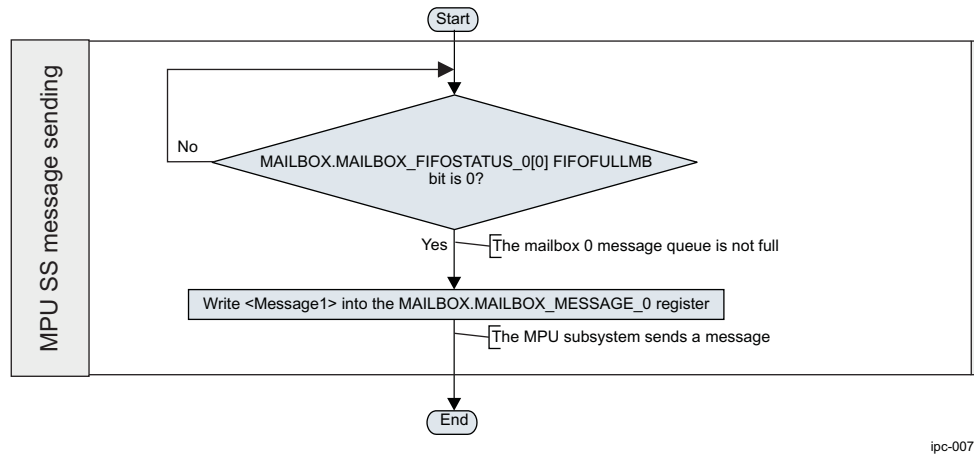 Start
MPU SS message sending
No
MAILBOX.MAILBOX_FIFOSTATUS_0[0] FIFOFULLMB
bit is 0?
Yes
The mailbox 0 message queue is not full
Write <Message1> into the MAILBOX.MAILBOX_MESSAGE_0 register
The MPU subsystem sends a message
End
ipc-007